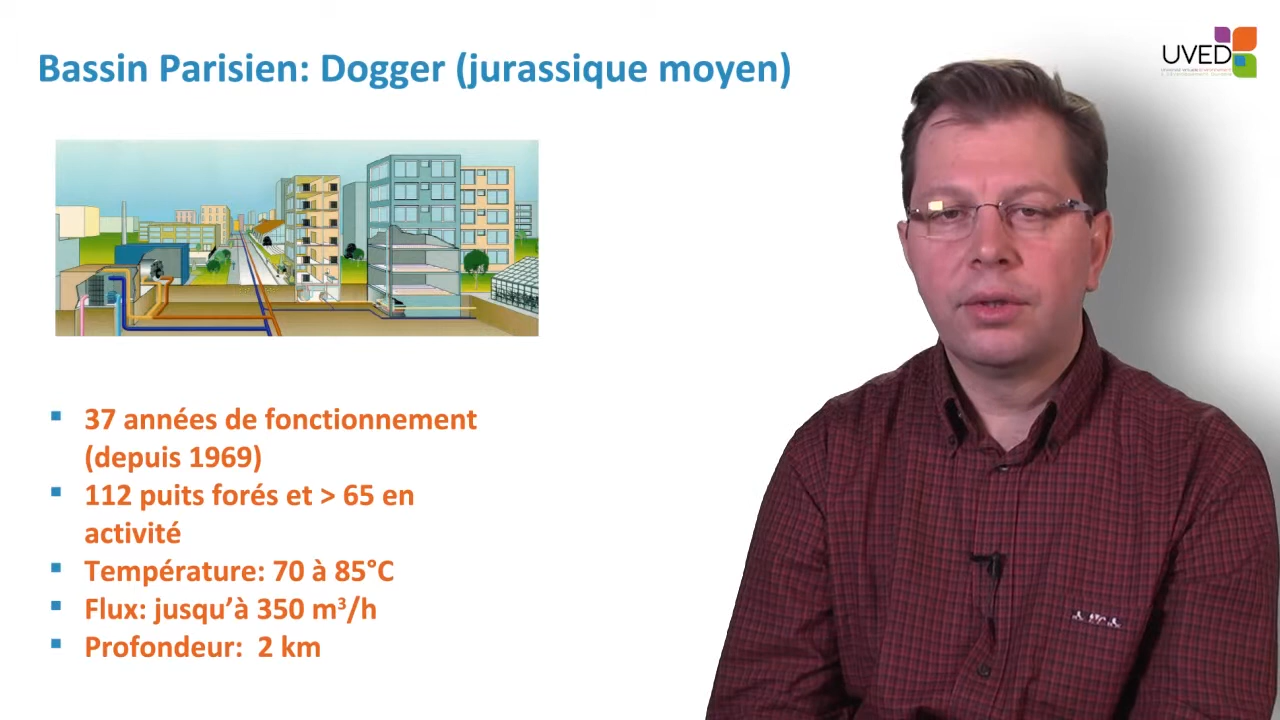 Bassin Parisien: Dogger (jurassique moyen)
UVED
37 années de fonctionnement
(depuis 1969)
112 puits forés et > 65 en
activité
Température: 70 à 85°C
Flux: jusqu'à 350 m³/h
Profondeur: 2 km